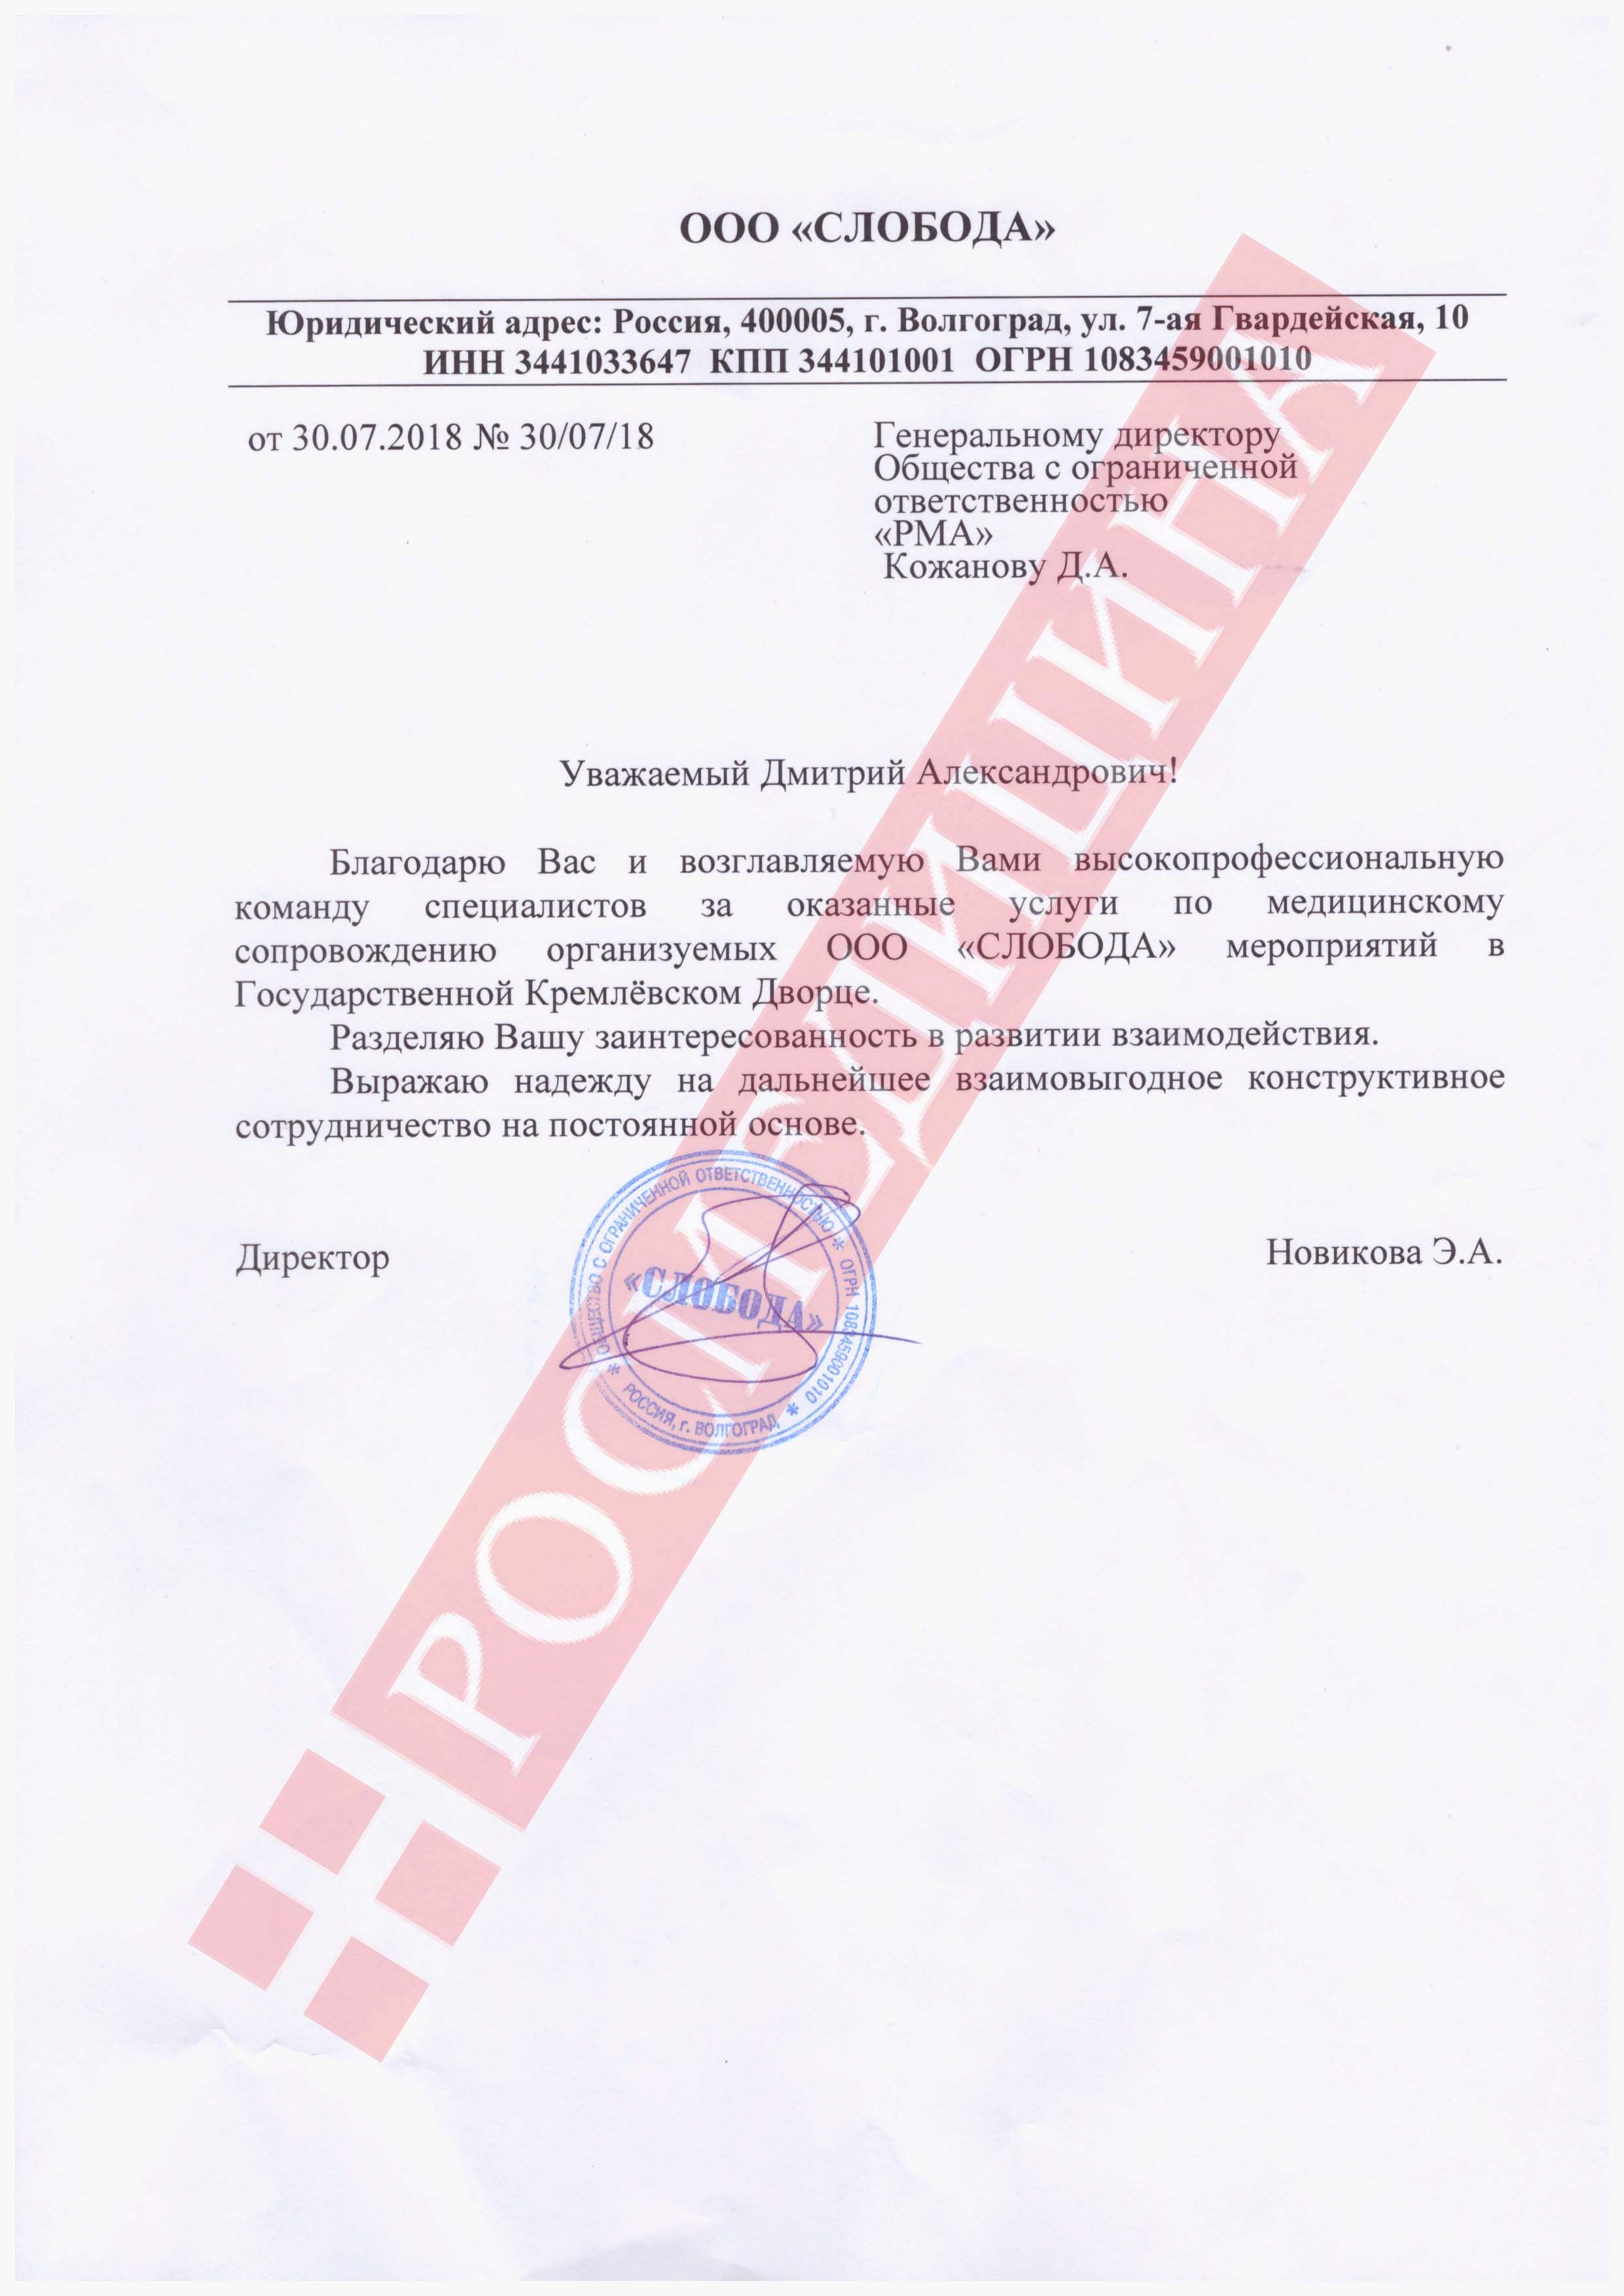 ООО «СЛОБОДА»
Юридический адрес: Россия, 400005, г. Волгоград, ул. 7-ая Гвардейская, 10
ИНН 3441033647 КПП 344101001 ОГРН 1083459001010
от 30.07.2018 № 30/07/18
Генеральному директору
Общества с ограниченной
ответственностью
«РМА»
Кожанову Д.А.
Уважаемый Дмитрий Александрович!
Благодарю Вас и возглавляемую Вами высокопрофессиональную
команду специалистов за оказанные услуги по медицинскому
сопровождению организуемых ООО «СЛОБОДА» мероприятий в
Государственной Кремлёвском Дворце.
Разделяю Вашу заинтересованность в развитии взаимодействия.
Выражаю надежду на дальнейшее взаимовыгодное конструктивное
сотрудничество на постоянной основе.
Директор
Новикова Э.А.
ОБЩЕСТВО С ОГРАНИЧЕННОЙ ОТВЕТСТВЕННОСТЬЮ * ОГРН 1083459001010 *
РОССИЯ, г. ВОЛГОГРАД *
«СЛОБОДА»
РОСМЕДИЦИНА